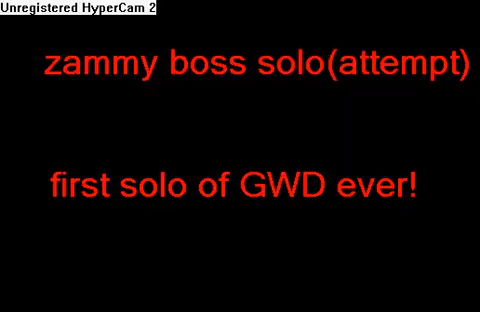 Unregistered HyperCam 2
zammy boss solo(attempt)
first solo of GWD ever!